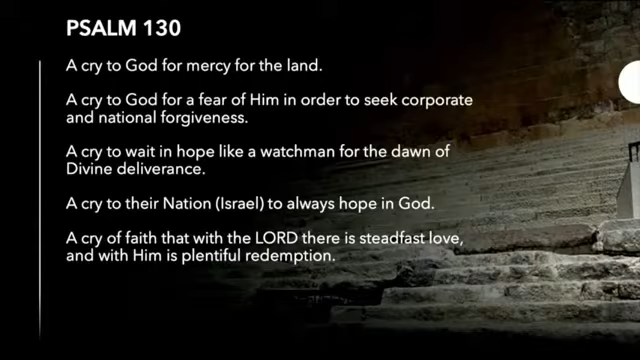 PSALM 130
A cry to God for mercy for the land.
A cry to God for a fear of Him in order to seek corporate
and national forgiveness.
A cry to wait in hope like a watchman for the dawn of
Divine deliverance.
A cry to their Nation (Israel) to always hope in God.
A cry of faith that with the LORD there is steadfast love,
and with Him is plentiful redemption.